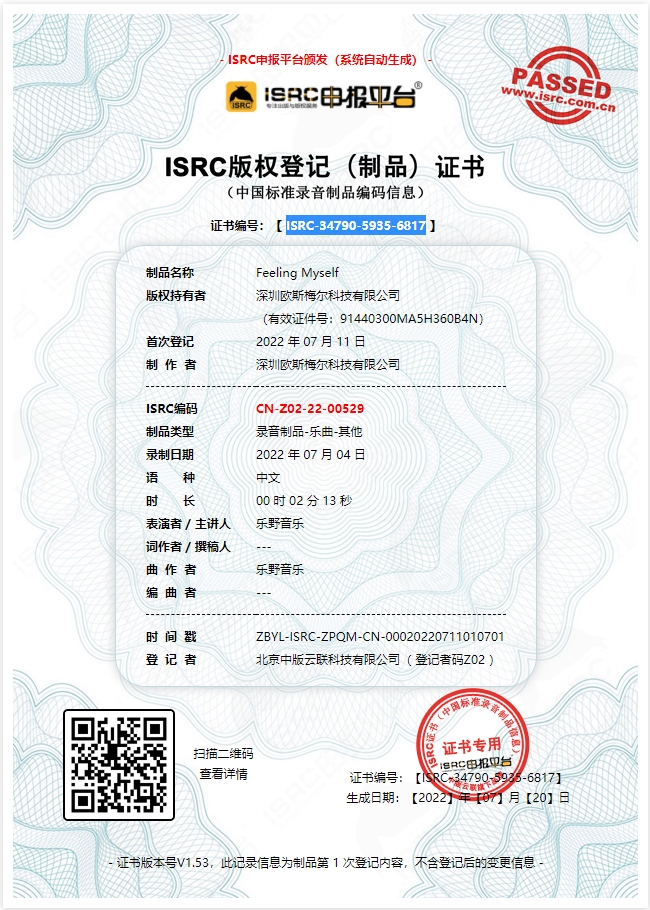 - ISRC申报平台颁发（系统自动生成） -
ISRC
ISRC申报平台®
专注出版与版权服务
PASSED
www.isrc.com.cn
ISRC版权登记（制品）证书
（中国标准录音制品编码信息）
证书编号：【 ISRC-34790-5935-6817 】
制品名称 Feeling Myself
版权持有者 深圳欧斯梅尔科技有限公司
（有效证件号：91440300MA5H360B4N）
首次登记 2022 年 07 月 11 日
制 作 者 深圳欧斯梅尔科技有限公司
ISRC编码 CN-Z02-22-00529
制品类型 录音制品-乐曲-其他
录制日期 2022 年 07 月 04 日
语 种 中文
时 长 00 时 02 分 13 秒
表演者 / 主讲人 乐野音乐
词作者 / 撰稿人 ---
曲 作 者 乐野音乐
编 曲 者 ---
时 间 戳 ZBYL-ISRC-ZPQM-CN-00020220711010701
登 记 者 北京中版云联科技有限公司（ 登记者码Z02 ）
扫描二维码
查看详情
ISRC证书（中国标准录音制品信息）
证书专用
ISRC申报平台
证书编号：【ISRC-34790-5935-6817】
生成日期：【2022】年【07】月【20】日
- 证书版本号V1.53，此记录信息为制品第 1 次登记内容，不含登记后的变更信息 -